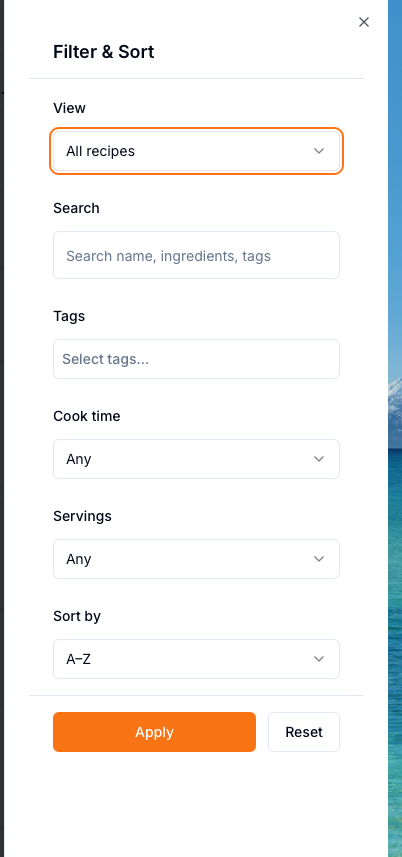 Filter & Sort
View
All recipes
Search
Search name, ingredients, tags
Tags
Select tags...
Cook time
Any
Servings
Any
Sort by
A–Z
Apply
Reset